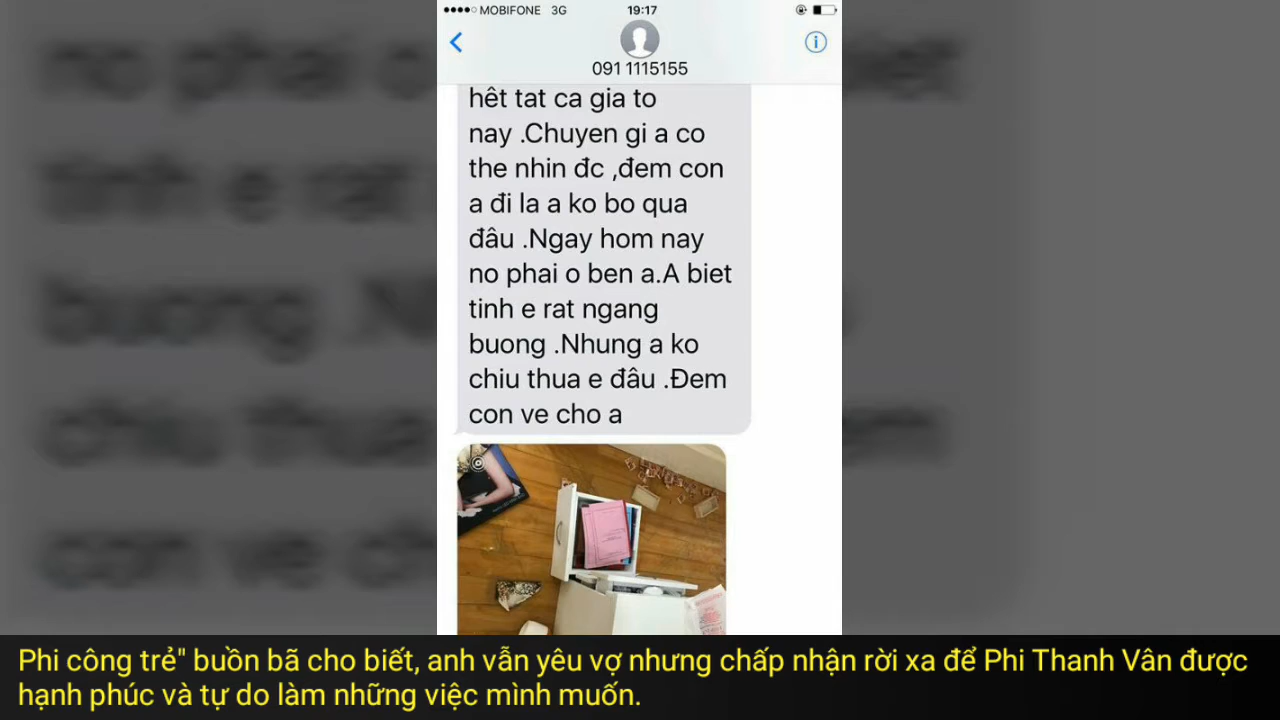 MOBIFONE 3G 19:17
091 1115155
hêt tat ca gia to
nay .Chuyen gi a co
the nhin đc ,đem con
a đi la a ko bo qua
đâu .Ngay hom nay
no phai o ben a.A biet
tinh e rat ngang
buong .Nhung a ko
chiu thua e đâu .Đem
con ve cho a
Phi công trẻ" buồn bã cho biết, anh vẫn yêu vợ nhưng chấp nhận rời xa để Phi Thanh Vân được
hạnh phúc và tự do làm những việc mình muốn.